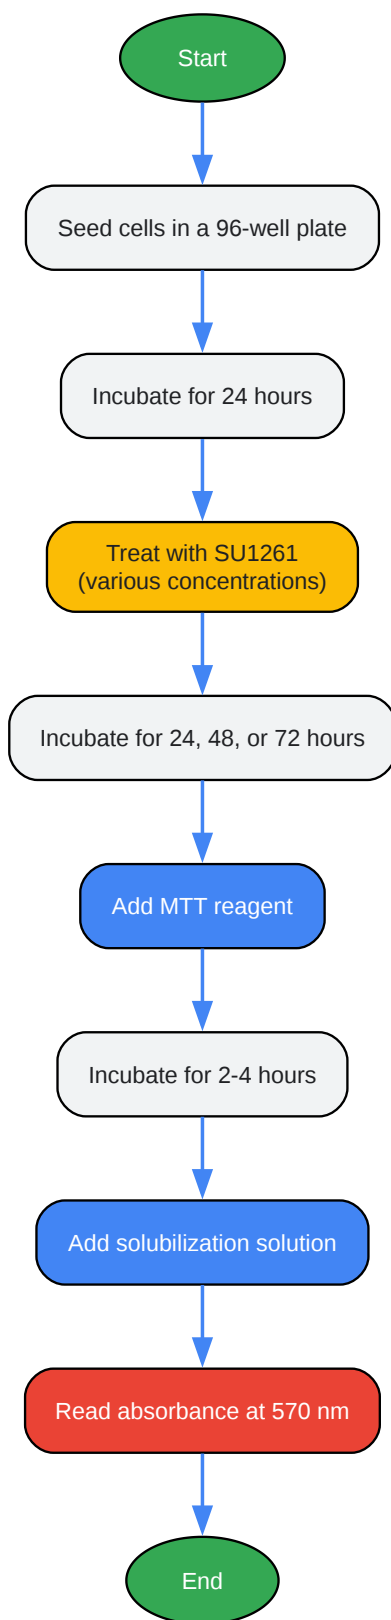 Start
Seed cells in a 96-well plate
Incubate for 24 hours
Treat with SU1261
(various concentrations)
Incubate for 24, 48, or 72 hours
Add MTT reagent
Incubate for 2-4 hours
Add solubilization solution
Read absorbance at 570 nm
End